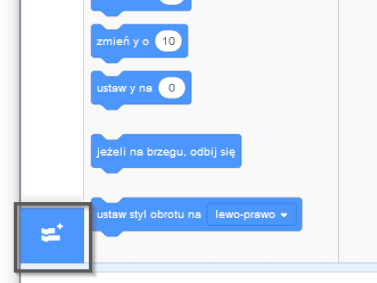 zmień y o 10
ustaw y na 0
jeżeli na brzegu, odbij się
ustaw styl obrotu na lewo-prawo